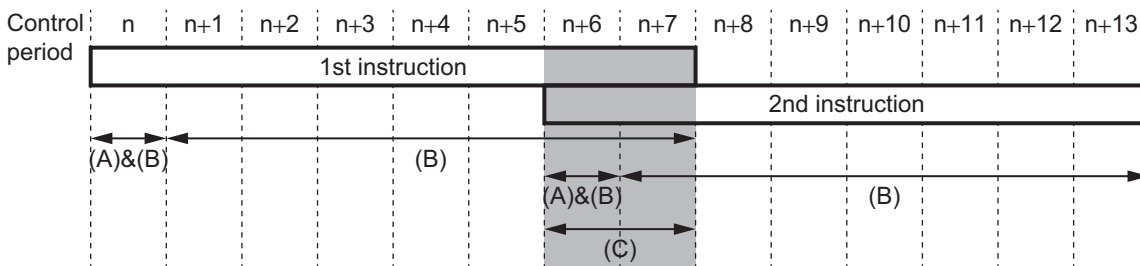 Control period n n+1 n+2 n+3 n+4 n+5 n+6 n+7 n+8 n+9 n+10 n+11 n+12 n+13
1st instruction
2nd instruction
(A)&(B) (B)
(A)&(B) (B)
(C)